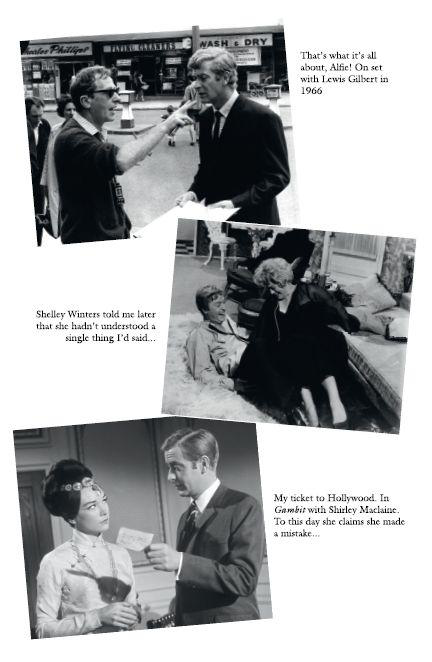 Phillips
FLYING CLEANERS
WASH & DRY
That's what it's all
about, Alfie! On set
with Lewis Gilbert in
1966
Shelley Winters told me later
that she hadn't understood a
single thing I'd said...
My ticket to Hollywood. In
Gambit with Shirley Maclaine.
To this day she claims she made
a mistake...